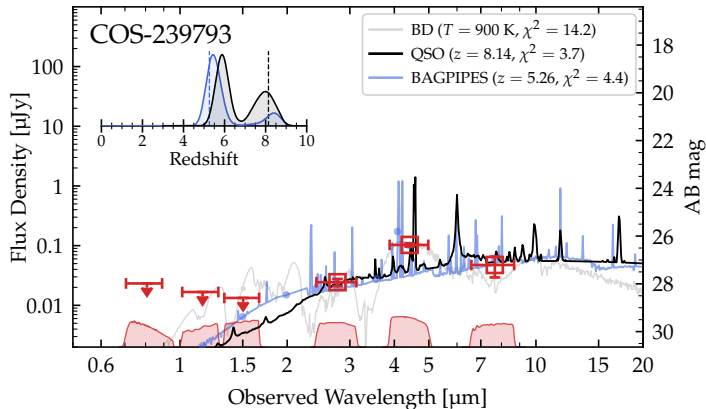 COS-239793
BD (T = 900 K, χ² = 14.2)
QSO (z = 8.14, χ² = 3.7)
BAGPIPES (z = 5.26, χ² = 4.4)
0 2 4 6 8 10
Redshift
100
10
1
0.1
0.01
Flux Density [μJy]
18
20
22
24
26
28
30
AB mag
0.6 1 1.5 2 3 4 5 10 15 20
Observed Wavelength [μm]